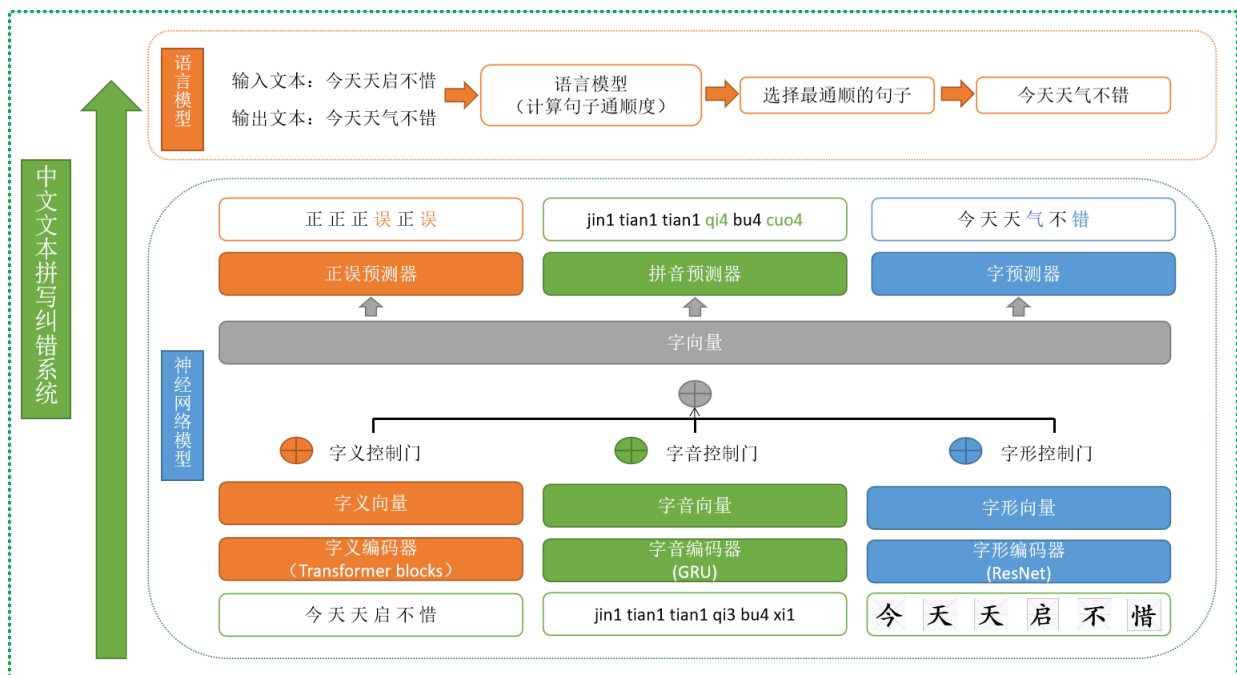 中文文本拼写纠错系统
语言模型
输入文本：今天天启不惜
输出文本：今天天气不错
语言模型
（计算句子通顺度）
选择最通顺的句子
今天天气不错
神经网络模型
正 正 正 误 正 误
jin1 tian1 tian1 qi4 bu4 cuo4
今 天 天 气 不 错
正误预测器
拼音预测器
字预测器
字向量
字义控制门
字音控制门
字形控制门
字义向量
字音向量
字形向量
字义编码器
（Transformer blocks）
字音编码器
(GRU)
字形编码器
(ResNet)
今 天 天 启 不 惜
jin1 tian1 tian1 qi3 bu4 xi1
今 天 天 启 不 惜